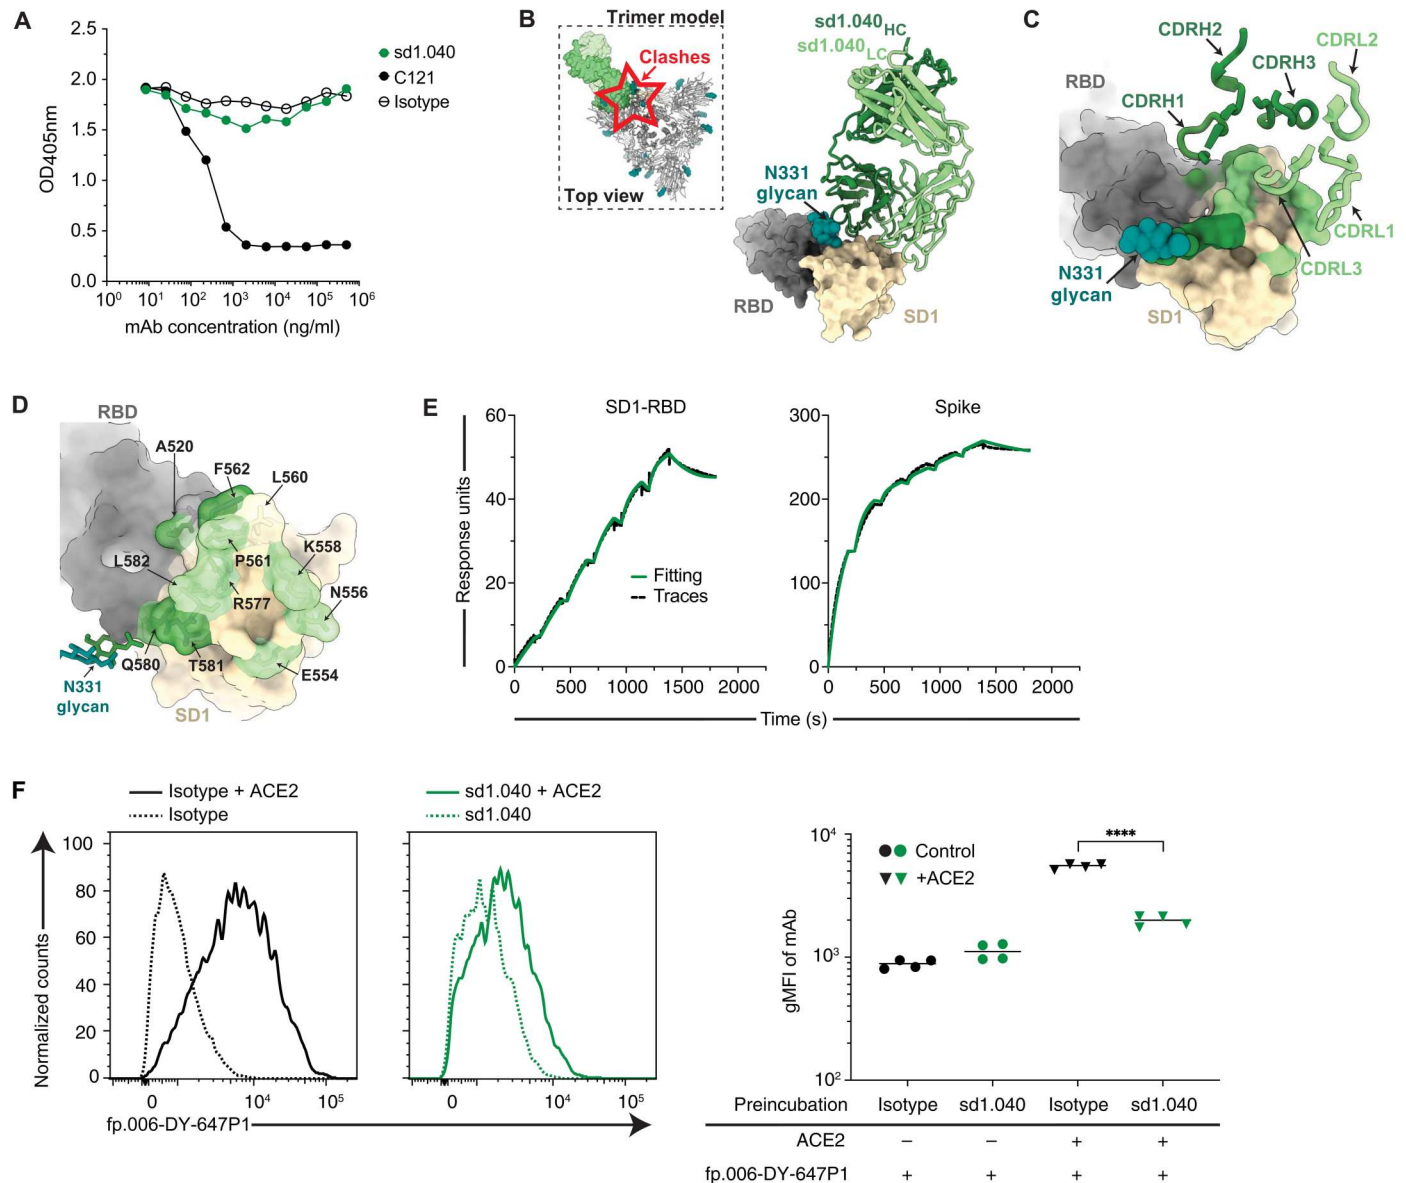 A
2.5
2.0
1.5
1.0
0.5
0.0
OD405nm
10⁰ 10¹ 10² 10³ 10⁴ 10⁵ 10⁶
mAb concentration (ng/ml)
sd1.040
C121
Isotype
B
Trimer model
Clashes
Top view
sd1.040HC
sd1.040LC
N331
glycan
RBD
SD1
C
CDRH2
CDRL2
CDRH3
RBD
CDRH1
CDRL1
CDRL3
N331
glycan
SD1
D
RBD
A520
F562
L560
K558
L582
P561
N556
R577
Q580
T581
E554
N331
glycan
SD1
E
SD1-RBD
60
40
20
0
Response units
Fitting
Traces
0 500 1000 1500 2000
Spike
300
200
100
0
0 500 1000 1500 2000
Time (s)
F
Isotype + ACE2
Isotype
sd1.040 + ACE2
sd1.040
100
80
60
40
20
0
Normalized counts
0 10⁴ 10⁵
0 10⁴ 10⁵
fp.006-DY-647P1
10⁴
10³
10²
gMFI of mAb
Control
+ACE2
****
Preincubation Isotype sd1.040 Isotype sd1.040
ACE2 − − + +
fp.006-DY-647P1 + + + +